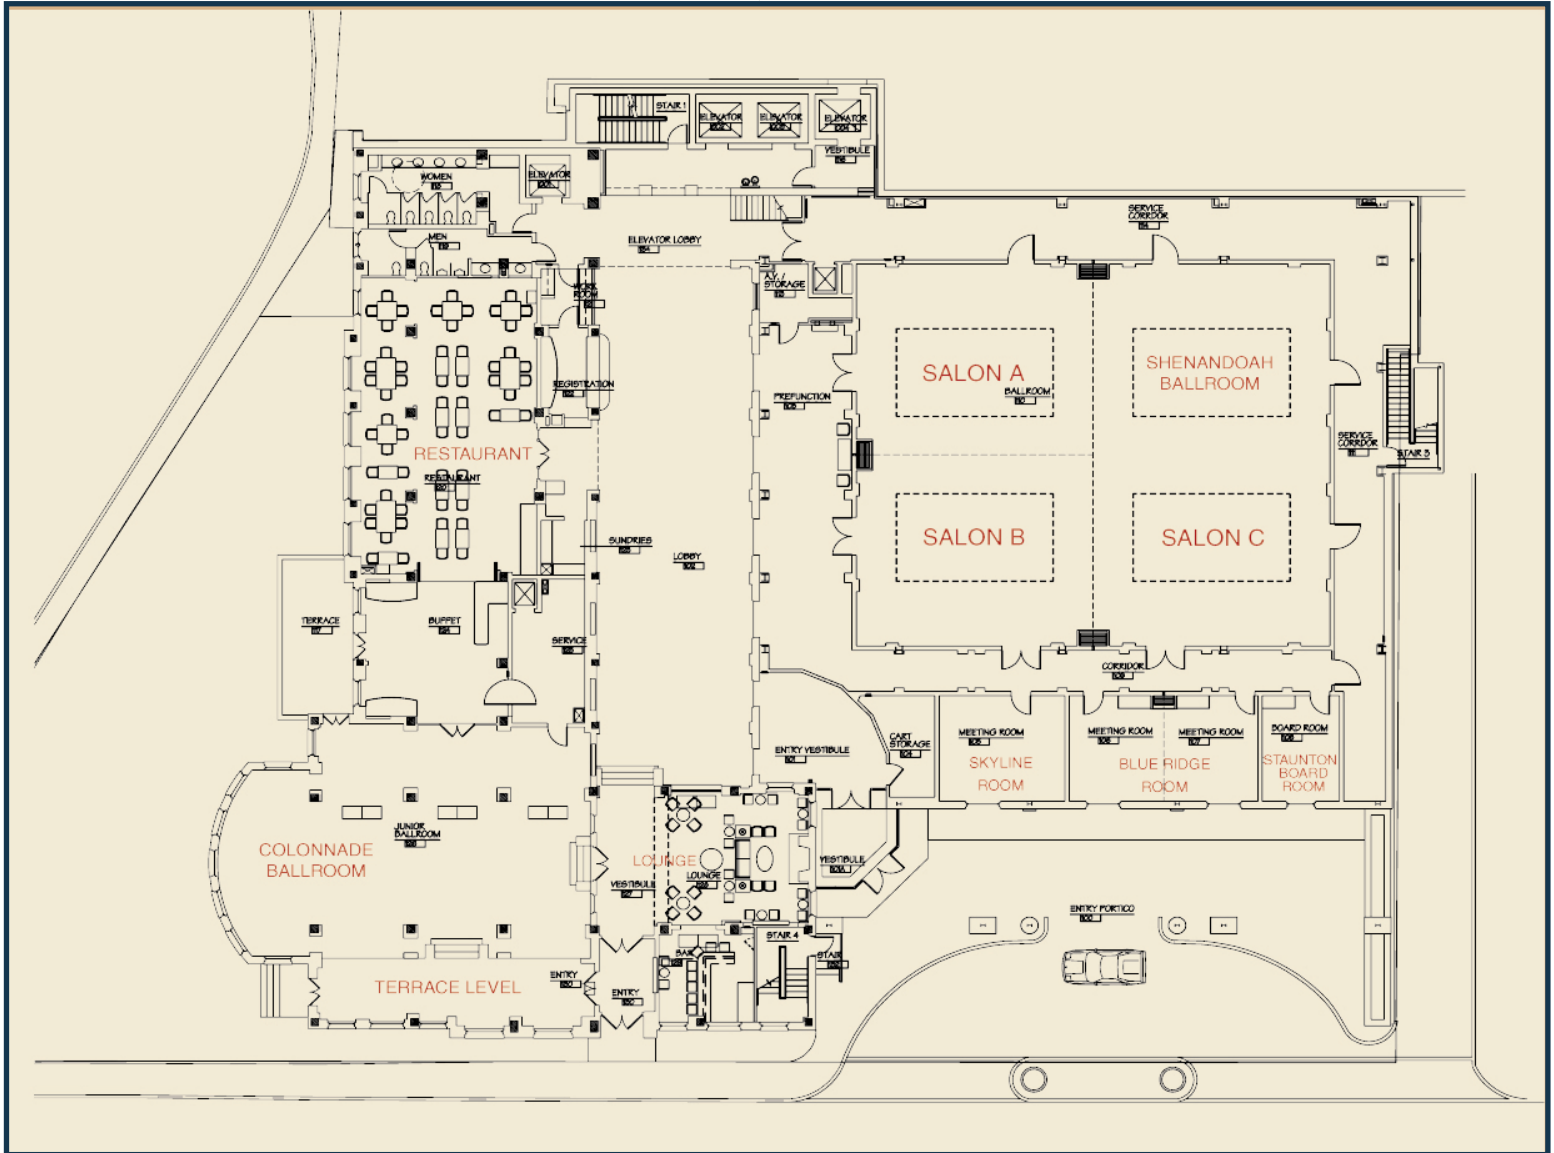 STAIR 1
ELEVATOR
ELEVATOR
ELEVATOR
VESTIBULE
WOMEN
ELEVATOR
MEN
ELEVATOR LOBBY
SERVICE
CORRIDOR
WORK
ROOM
A.V. /
STORAGE
REGISTRATION
PREFUNCTION
SALON A
BALLROOM
SHENANDOAH
BALLROOM
RESTAURANT
RESTAURANT
SERVICE
CORRIDOR
STAIR 3
SUNDRIES
LOBBY
SALON B
SALON C
TERRACE
BUFFET
SERVICE
CORRIDOR
ENTRY VESTIBULE
CART
STORAGE
MEETING ROOM
SKYLINE
ROOM
MEETING ROOM
MEETING ROOM
BLUE RIDGE
ROOM
BOARD ROOM
STAUNTON
BOARD
ROOM
JUNIOR
BALLROOM
COLONNADE
BALLROOM
LOUNGE
LOUNGE
VESTIBULE
VESTIBULE
ENTRY PORTICO
STAIR 4
STAIR
BAR
TERRACE LEVEL
ENTRY
ENTRY